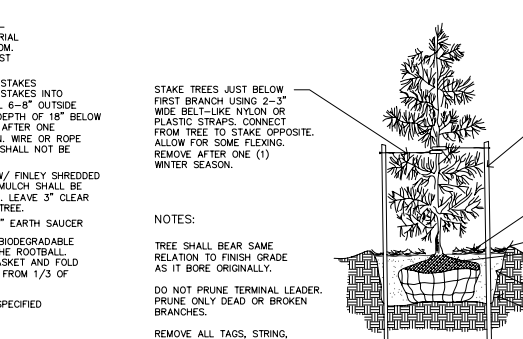 RIAL
OM.
ST
STAKES
STAKES INTO
6-8" OUTSIDE
DEPTH OF 18" BELOW
AFTER ONE
WIRE OR ROPE
SHALL NOT BE
W/ FINLEY SHREDDED
MULCH SHALL BE
LEAVE 3" CLEAR
TREE.
" EARTH SAUCER
BIODEGRADABLE
HE ROOTBALL.
ASKET AND FOLD
FROM 1/3 OF
SPECIFIED
STAKE TREES JUST BELOW
FIRST BRANCH USING 2-3"
WIDE BELT-LIKE NYLON OR
PLASTIC STRAPS. CONNECT
FROM TREE TO STAKE OPPOSITE.
ALLOW FOR SOME FLEXING.
REMOVE AFTER ONE (1)
WINTER SEASON.
NOTES:
TREE SHALL BEAR SAME
RELATION TO FINISH GRADE
AS IT BORE ORIGINALLY.
DO NOT PRUNE TERMINAL LEADER.
PRUNE ONLY DEAD OR BROKEN
BRANCHES.
REMOVE ALL TAGS, STRING,